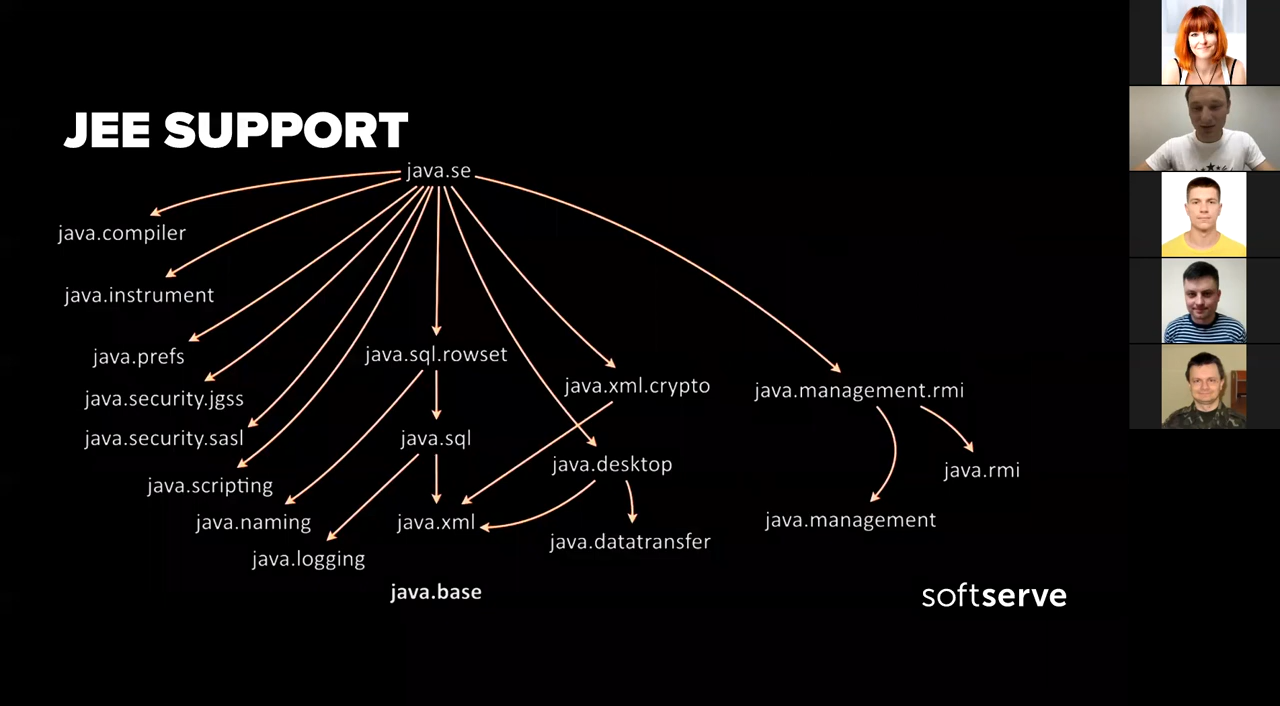 JEE SUPPORT
java.se
java.compiler
java.instrument
java.prefs
java.sql.rowset
java.xml.crypto
java.management.rmi
java.security.jgss
java.security.sasl
java.sql
java.desktop
java.rmi
java.scripting
java.naming
java.xml
java.management
java.datatransfer
java.logging
java.base
softserve